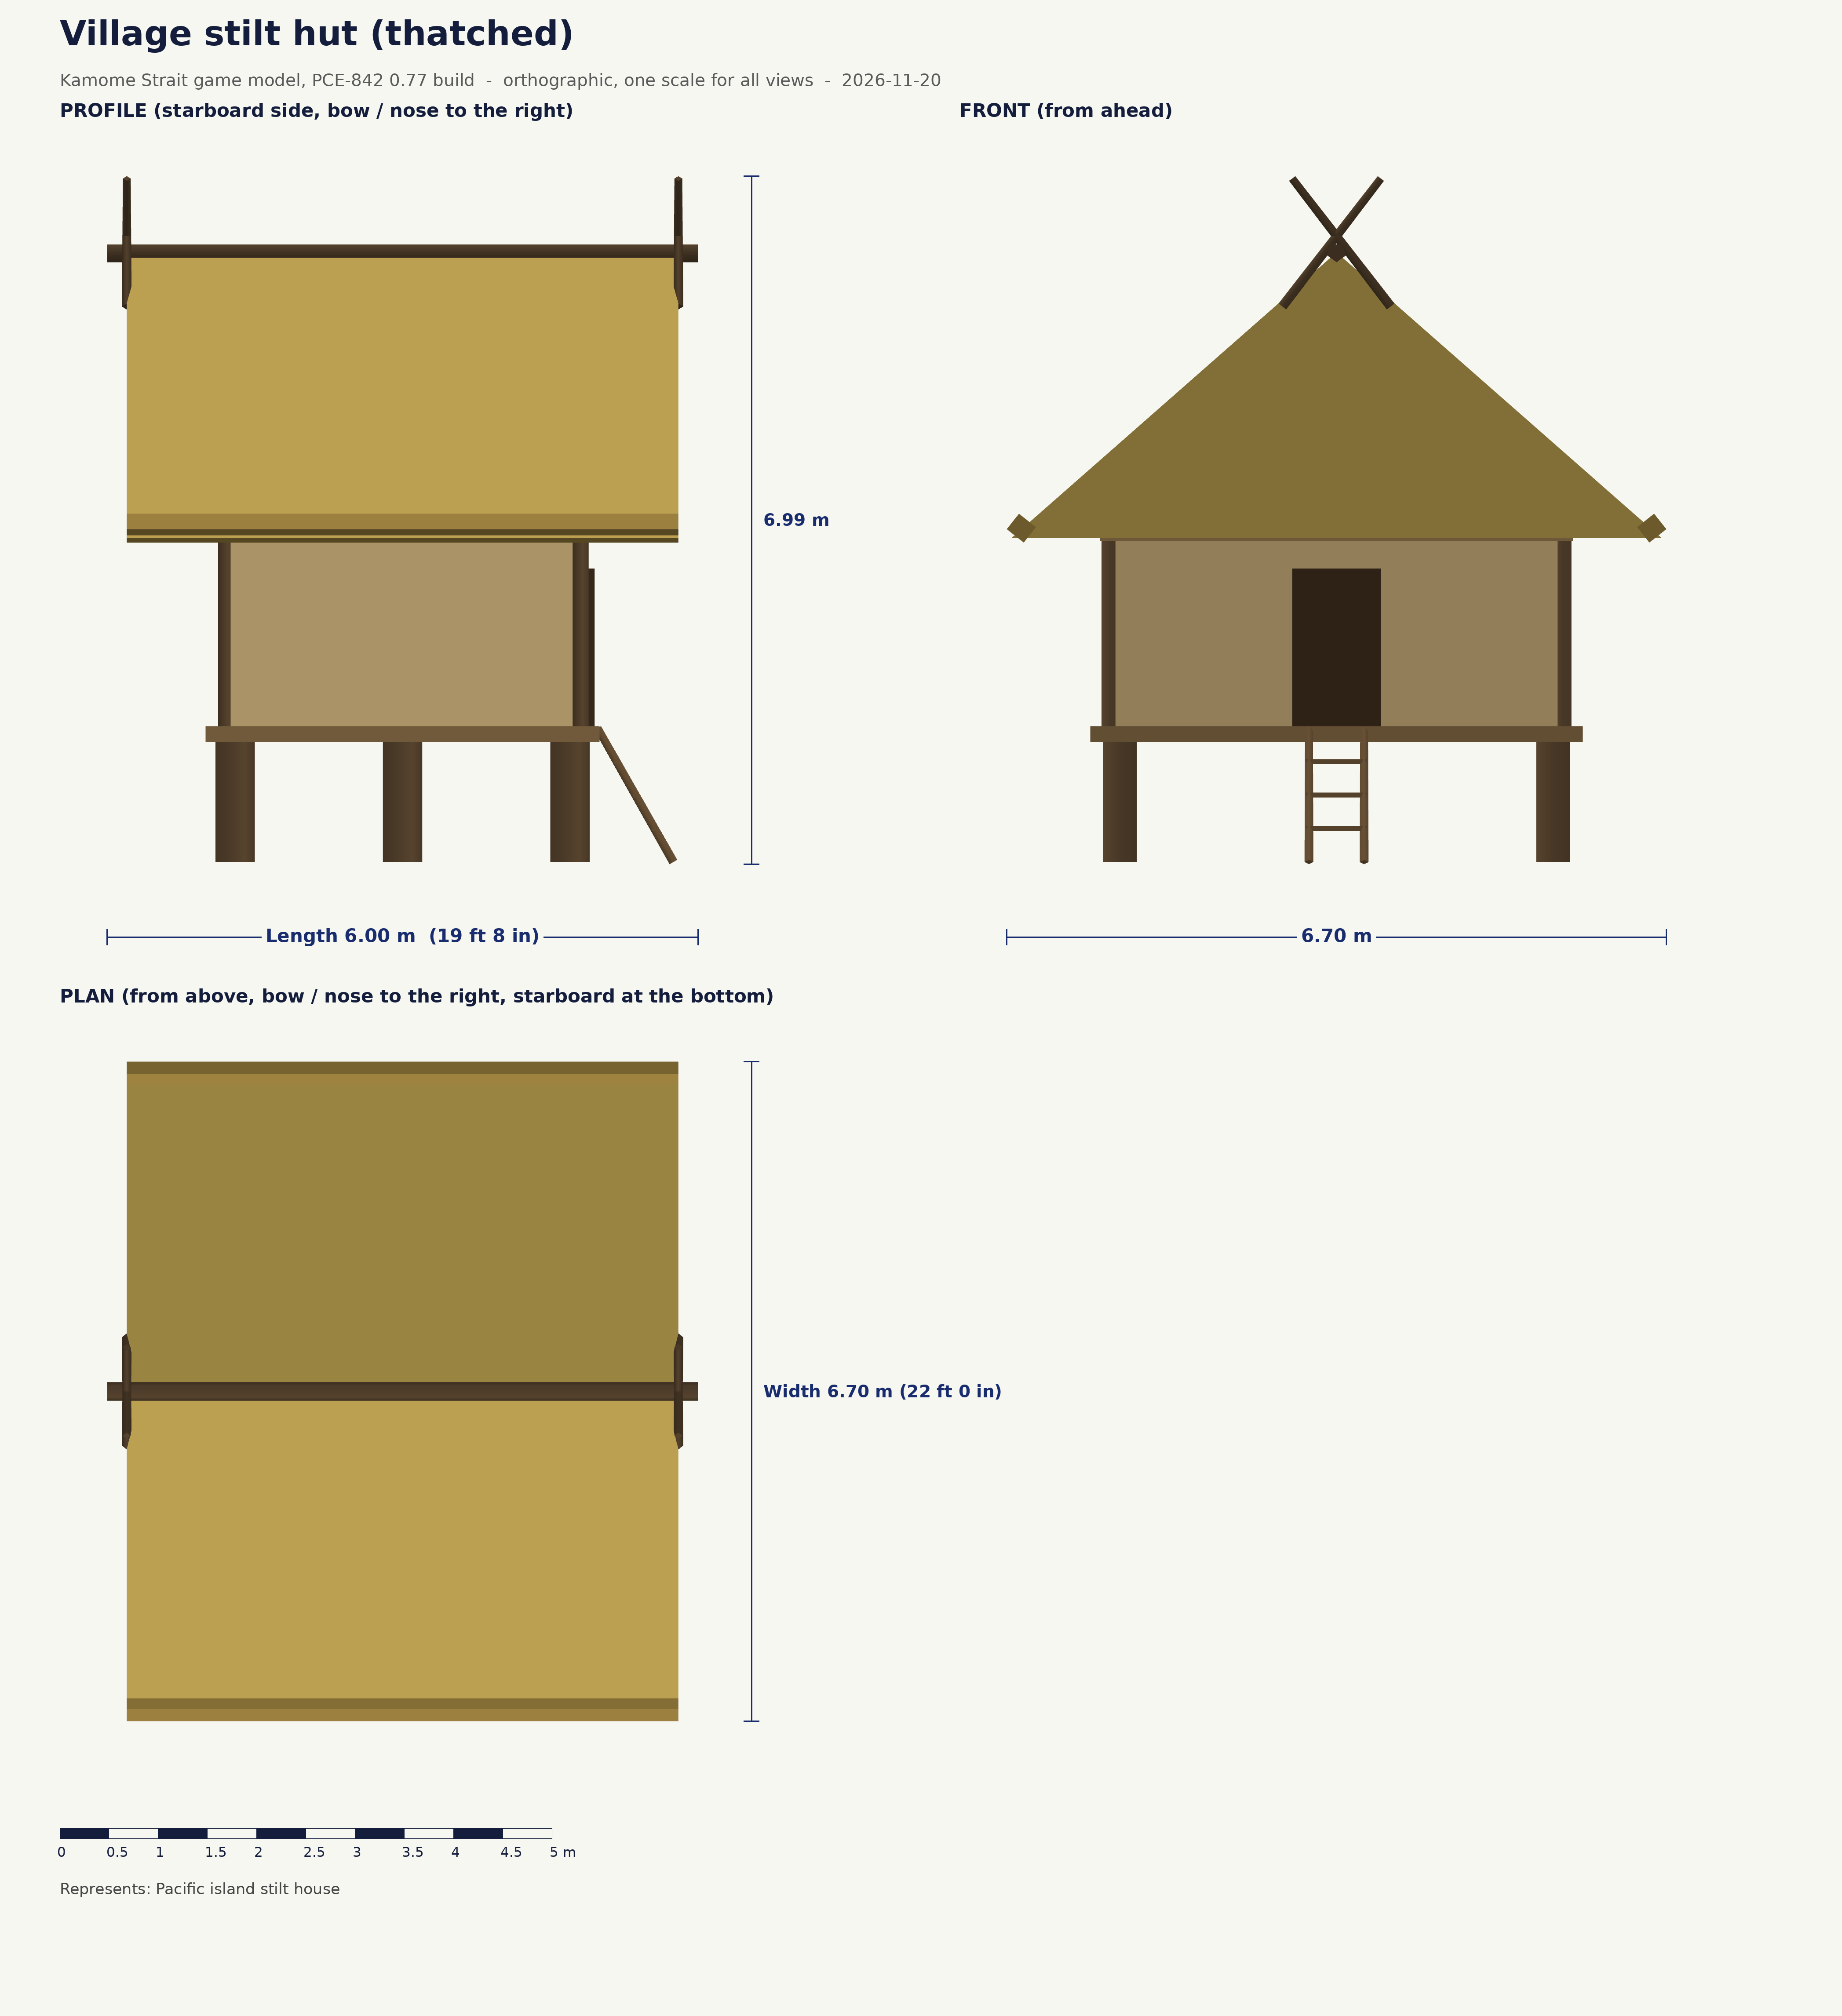 Village stilt hut (thatched)
Kamome Strait game model, PCE-842 0.77 build - orthographic, one scale for all views - 2026-11-20
PROFILE (starboard side, bow / nose to the right)
FRONT (from ahead)
6.99 m
Length 6.00 m (19 ft 8 in)
6.70 m
PLAN (from above, bow / nose to the right, starboard at the bottom)
Width 6.70 m (22 ft 0 in)
0 0.5 1 1.5 2 2.5 3 3.5 4 4.5 5 m
Represents: Pacific island stilt house